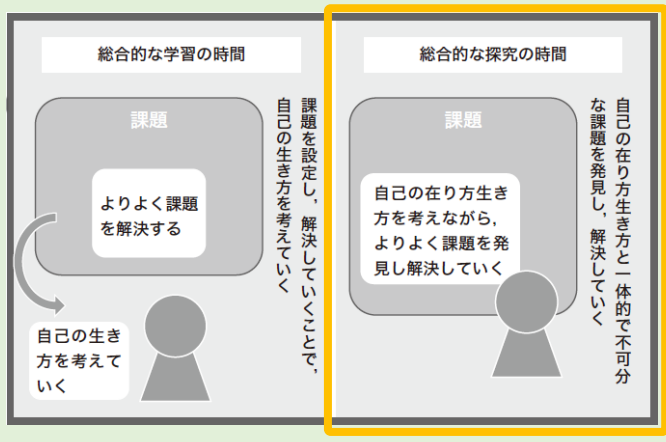 総合的な学習の時間
課題
よりよく課題
を解決する
自己の生き
方を考えて
いく
課題を設定し，解決していくことで，
自己の生き方を考えていく
総合的な探究の時間
課題
自己の在り方生き
方を考えながら，
よりよく課題を発
見し解決していく
自己の在り方生き方と一体的で不可分
な課題を発見し，解決していく